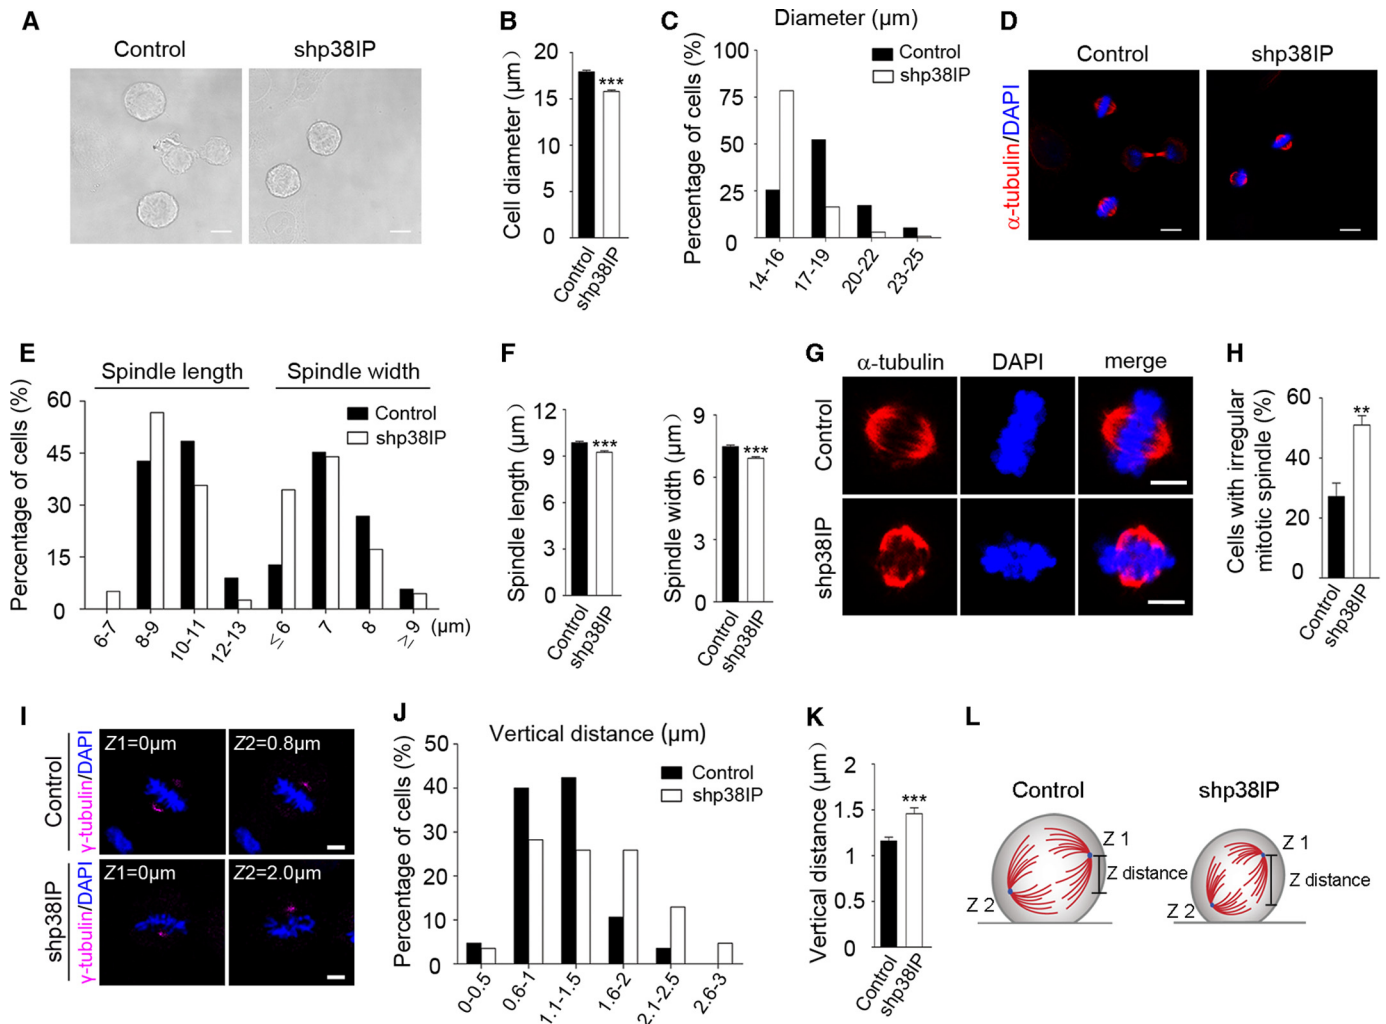 A
Control
shp38IP
B
Cell diameter (μm)
20
15
10
5
0
***
Control
shp38IP
C
Diameter (μm)
Percentage of cells (%)
100
75
50
25
0
Control
shp38IP
14-16
17-19
20-22
23-25
D
Control
shp38IP
α-tubulin/DAPI
E
Spindle length
Spindle width
Percentage of cells (%)
60
45
30
15
0
Control
shp38IP
6-7
8-9
10-11
12-13
≤ 6
7
8
≥ 9
(μm)
F
Spindle length (μm)
12
9
6
3
0
***
Control
shp38IP
Spindle width (μm)
9
6
3
0
***
Control
shp38IP
G
α-tubulin
DAPI
merge
Control
shp38IP
H
Cells with irregular
mitotic spindle (%)
60
40
20
0
**
Control
shp38IP
I
Control
γ-tubulin/DAPI
Z1=0μm
Z2=0.8μm
shp38IP
γ-tubulin/DAPI
Z1=0μm
Z2=2.0μm
J
Vertical distance (μm)
Percentage of cells (%)
50
40
30
20
10
0
Control
shp38IP
0-0.5
0.6-1
1.1-1.5
1.6-2
2.1-2.5
2.6-3
K
Vertical distance (μm)
2
1.5
1
0.5
0
***
Control
shp38IP
L
Control
shp38IP
Z 1
Z distance
Z 2
Z 1
Z distance
Z 2